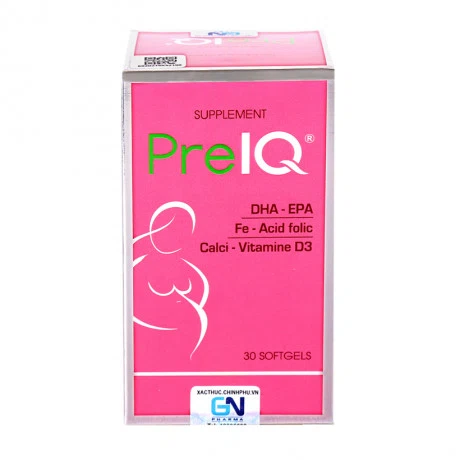 SUPPLEMENT
PreIQ®
DHA - EPA
Fe - Acid folic
Calci - Vitamine D3
30 SOFTGELS
XACTHUC.CHINHPHU.VN
GN
PHARMA